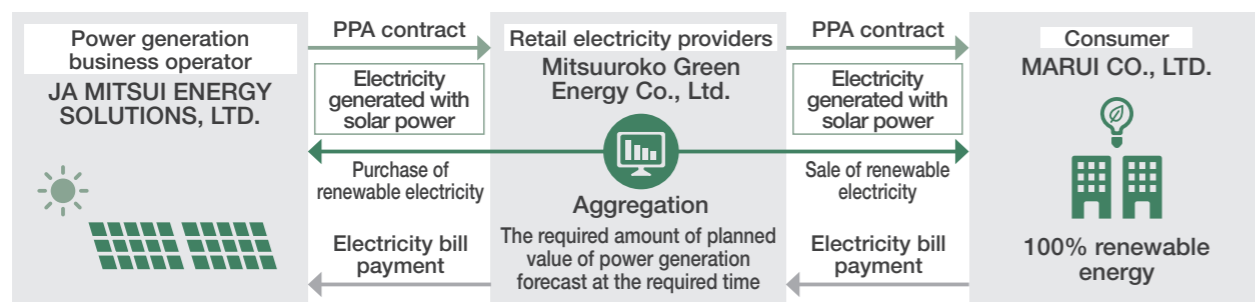 Power generation
business operator
JA MITSUI ENERGY
SOLUTIONS, LTD.
PPA contract
Electricity
generated with
solar power
Purchase of
renewable electricity
Electricity bill
payment
Retail electricity providers
Mitsuuroko Green
Energy Co., Ltd.
Aggregation
The required amount of planned
value of power generation
forecast at the required time
PPA contract
Electricity
generated with
solar power
Sale of renewable
electricity
Electricity bill
payment
Consumer
MARUI CO., LTD.
100% renewable
energy